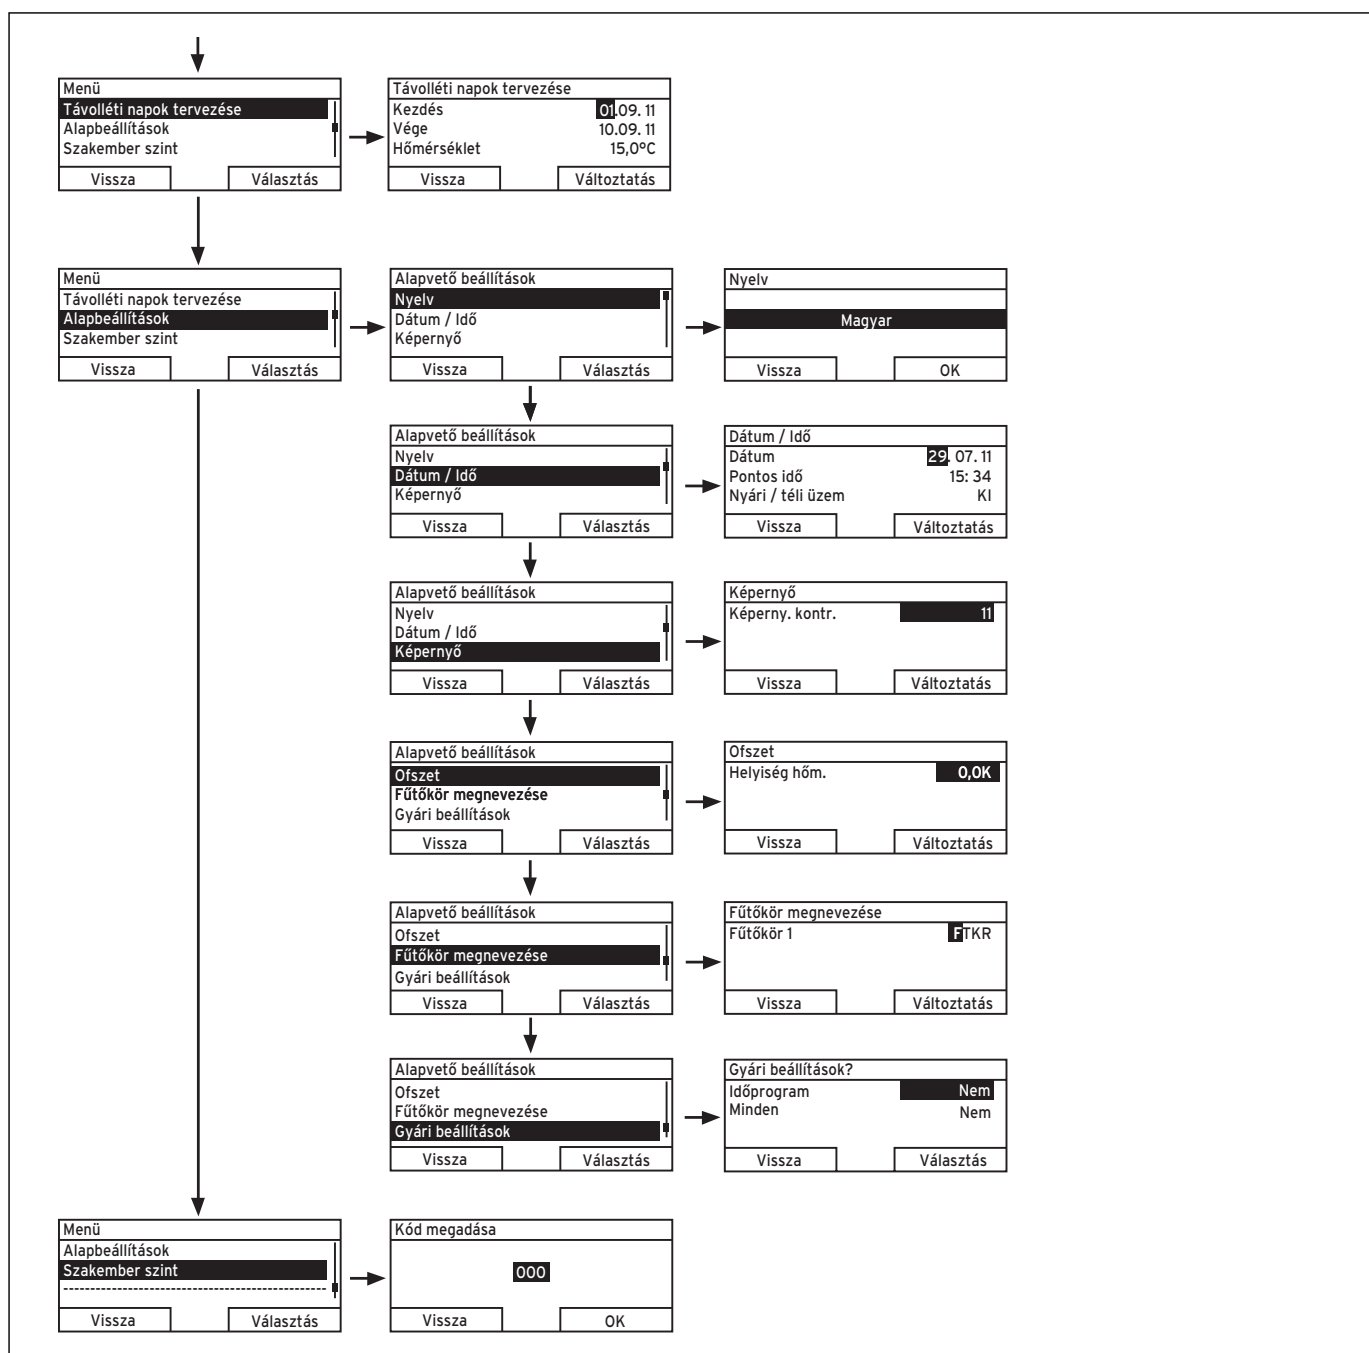 Menü
Távolléti napok tervezése
Alapbeállítások
Szakember szint
Vissza Választás
Távolléti napok tervezése
Kezdés 01.09. 11
Vége 10.09. 11
Hőmérséklet 15,0°C
Vissza Változtatás
Menü
Távolléti napok tervezése
Alapbeállítások
Szakember szint
Vissza Választás
Alapvető beállítások
Nyelv
Dátum / Idő
Képernyő
Vissza Választás
Nyelv
Magyar
Vissza OK
Alapvető beállítások
Nyelv
Dátum / Idő
Képernyő
Vissza Választás
Dátum / Idő
Dátum 29. 07. 11
Pontos idő 15: 34
Nyári / téli üzem KI
Vissza Változtatás
Alapvető beállítások
Nyelv
Dátum / Idő
Képernyő
Vissza Választás
Képernyő
Képerny. kontr. 11
Vissza Változtatás
Alapvető beállítások
Ofszet
Fűtőkör megnevezése
Gyári beállítások
Vissza Választás
Ofszet
Helyiség hőm. 0,0K
Vissza Változtatás
Alapvető beállítások
Ofszet
Fűtőkör megnevezése
Gyári beállítások
Vissza Választás
Fűtőkör megnevezése
Fűtőkör 1 FTKR
Vissza Változtatás
Alapvető beállítások
Ofszet
Fűtőkör megnevezése
Gyári beállítások
Vissza Választás
Gyári beállítások?
Időprogram Nem
Minden Nem
Vissza Választás
Menü
Alapbeállítások
Szakember szint
Vissza Választás
Kód megadása
000
Vissza OK